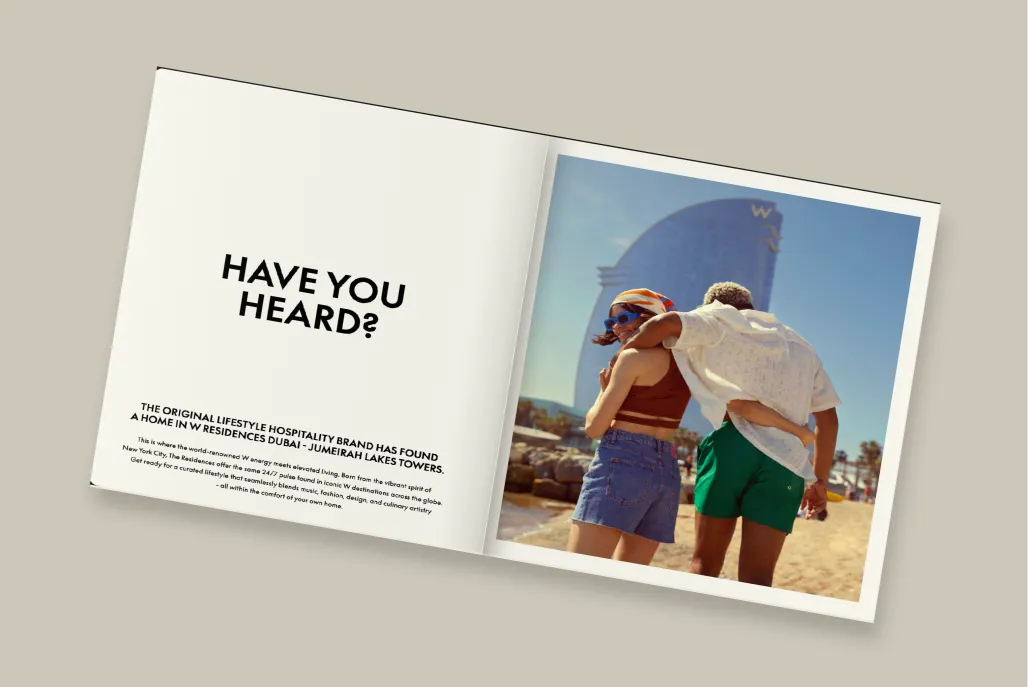 HAVE YOU
HEARD?
THE ORIGINAL LIFESTYLE HOSPITALITY BRAND HAS FOUND
A HOME IN W RESIDENCES DUBAI - JUMEIRAH LAKES TOWERS.
This is where the world-renowned W energy meets elevated living. Born from the vibrant spirit of
New York City, The Residences offer the same 24/7 pulse found in iconic W destinations across the globe.
Get ready for a curated lifestyle that seamlessly blends music, fashion, design, and culinary artistry
- all within the comfort of your own home.
W